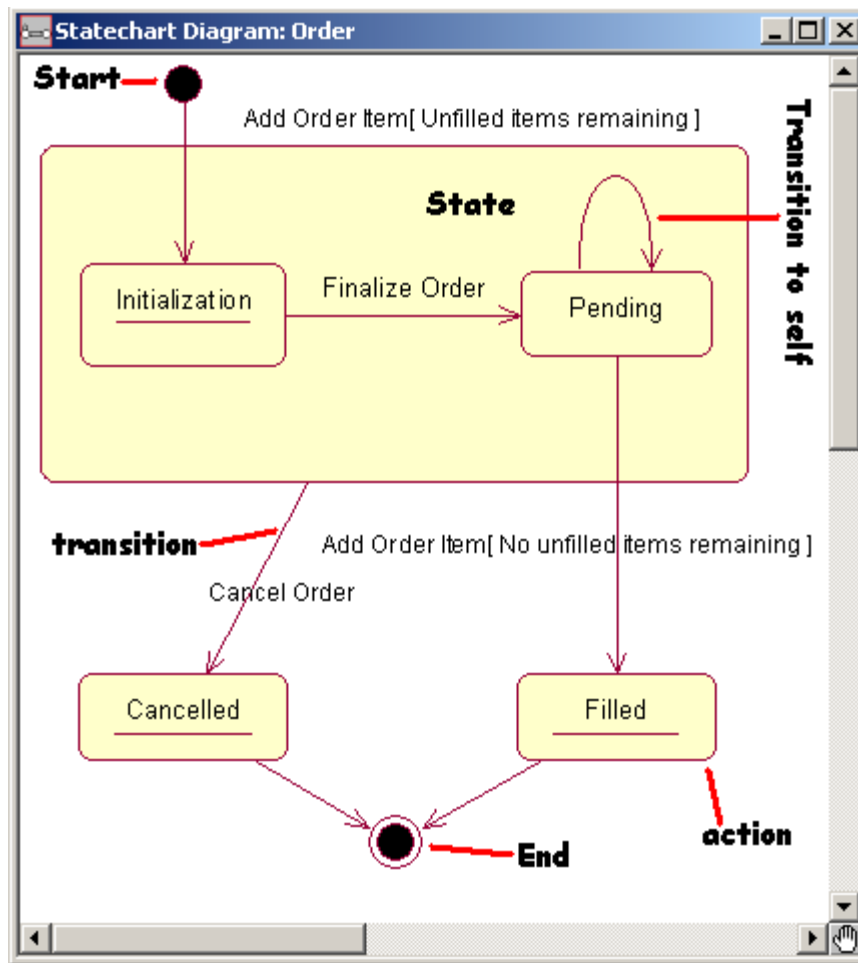 Statechart Diagram: Order
Start
Add Order Item[ Unfilled items remaining ]
Transition to self
State
Initialization
Finalize Order
Pending
transition
Add Order Item[ No unfilled items remaining ]
Cancel Order
Cancelled
Filled
action
End